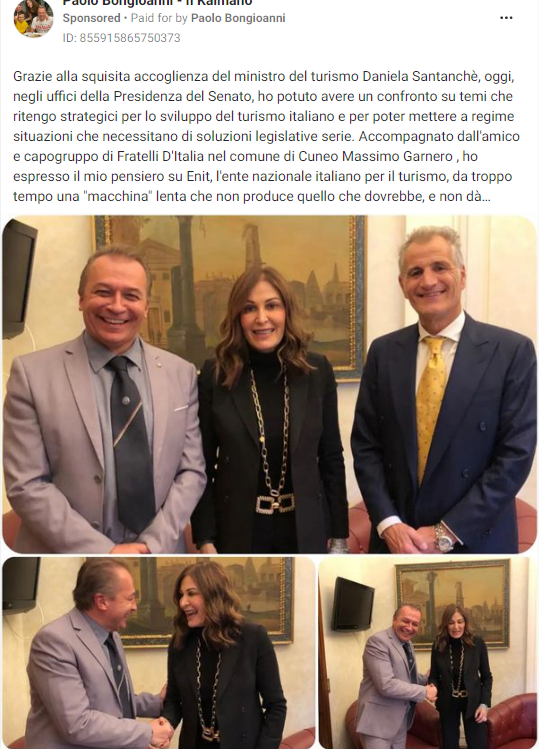 Paolo Bongioanni - Il Kaimano
Sponsored • Paid for by Paolo Bongioanni
ID: 855915865750373
Grazie alla squisita accoglienza del ministro del turismo Daniela Santanchè, oggi,
negli uffici della Presidenza del Senato, ho potuto avere un confronto su temi che
ritengo strategici per lo sviluppo del turismo italiano e per poter mettere a regime
situazioni che necessitano di soluzioni legislative serie. Accompagnato dall'amico
e capogruppo di Fratelli D'Italia nel comune di Cuneo Massimo Garnero , ho
espresso il mio pensiero su Enit, l'ente nazionale italiano per il turismo, da troppo
tempo una "macchina" lenta che non produce quello che dovrebbe, e non dà...